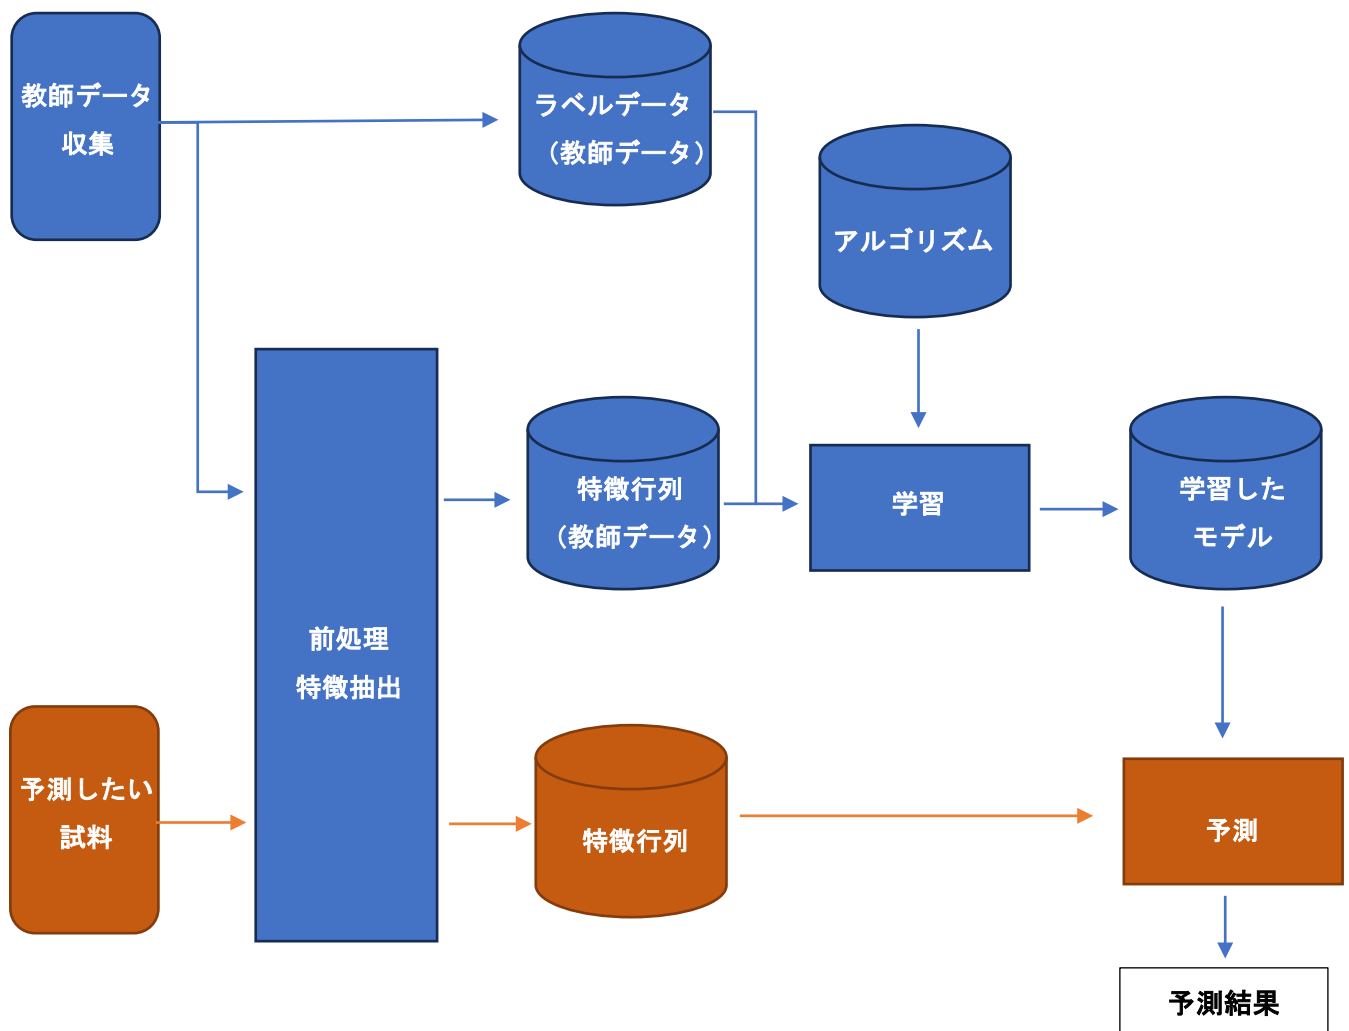 教師データ
収集
ラベルデータ
（教師データ）
アルゴリズム
特徴行列
（教師データ）
学習
学習した
モデル
前処理
特徴抽出
予測したい
試料
特徴行列
予測
予測結果